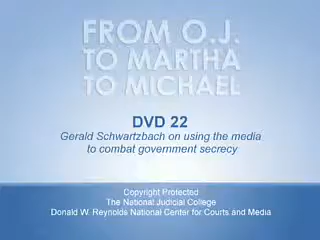 FROM O.J.
TO MARTHA
TO MICHAEL
DVD 22
Gerald Schwartzbach on using the media
to combat government secrecy
Copyright Protected
The National Judicial College
Donald W. Reynolds National Center for Courts and Media